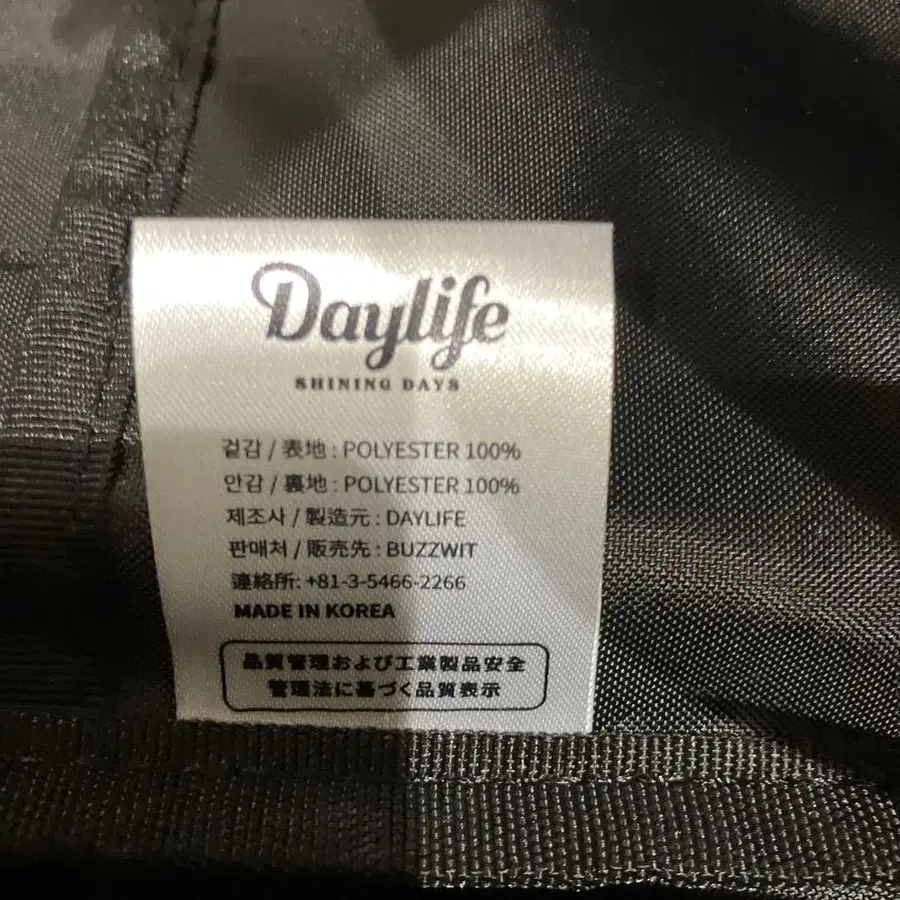 Daylife
SHINING DAYS
겉감 / 表地 : POLYESTER 100%
안감 / 裏地 : POLYESTER 100%
제조사 / 製造元 : DAYLIFE
판매처 / 販売先 : BUZZWIT
連絡所: +81-3-5466-2266
MADE IN KOREA
品質管理および工業製品安全
管理法に基づく品質表示